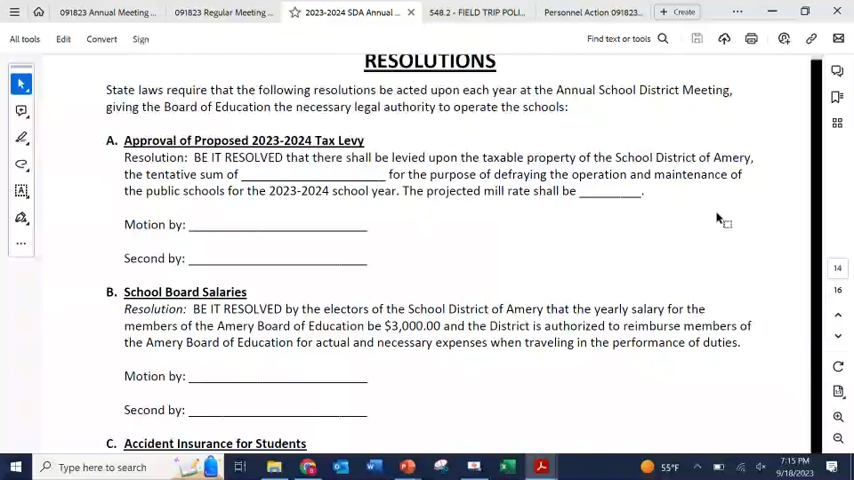 091823 Annual Meeting ...
091823 Regular Meeting ...
2023-2024 SDA Annual ...
548.2 - FIELD TRIP POLI...
Personnel Action 091823...
Create
All tools
Edit
Convert
Sign
Find text or tools
RESOLUTIONS
State laws require that the following resolutions be acted upon each year at the Annual School District Meeting,
giving the Board of Education the necessary legal authority to operate the schools:
A. Approval of Proposed 2023-2024 Tax Levy
Resolution: BE IT RESOLVED that there shall be levied upon the taxable property of the School District of Amery,
the tentative sum of ____________________ for the purpose of defraying the operation and maintenance of
the public schools for the 2023-2024 school year. The projected mill rate shall be _________.
Motion by: _________________________
Second by: _________________________
B. School Board Salaries
Resolution: BE IT RESOLVED by the electors of the School District of Amery that the yearly salary for the
members of the Amery Board of Education be $3,000.00 and the District is authorized to reimburse members of
the Amery Board of Education for actual and necessary expenses when traveling in the performance of duties.
Motion by: _________________________
Second by: _________________________
C. Accident Insurance for Students
14
16
Type here to search
55°F
7:15 PM
9/18/2023